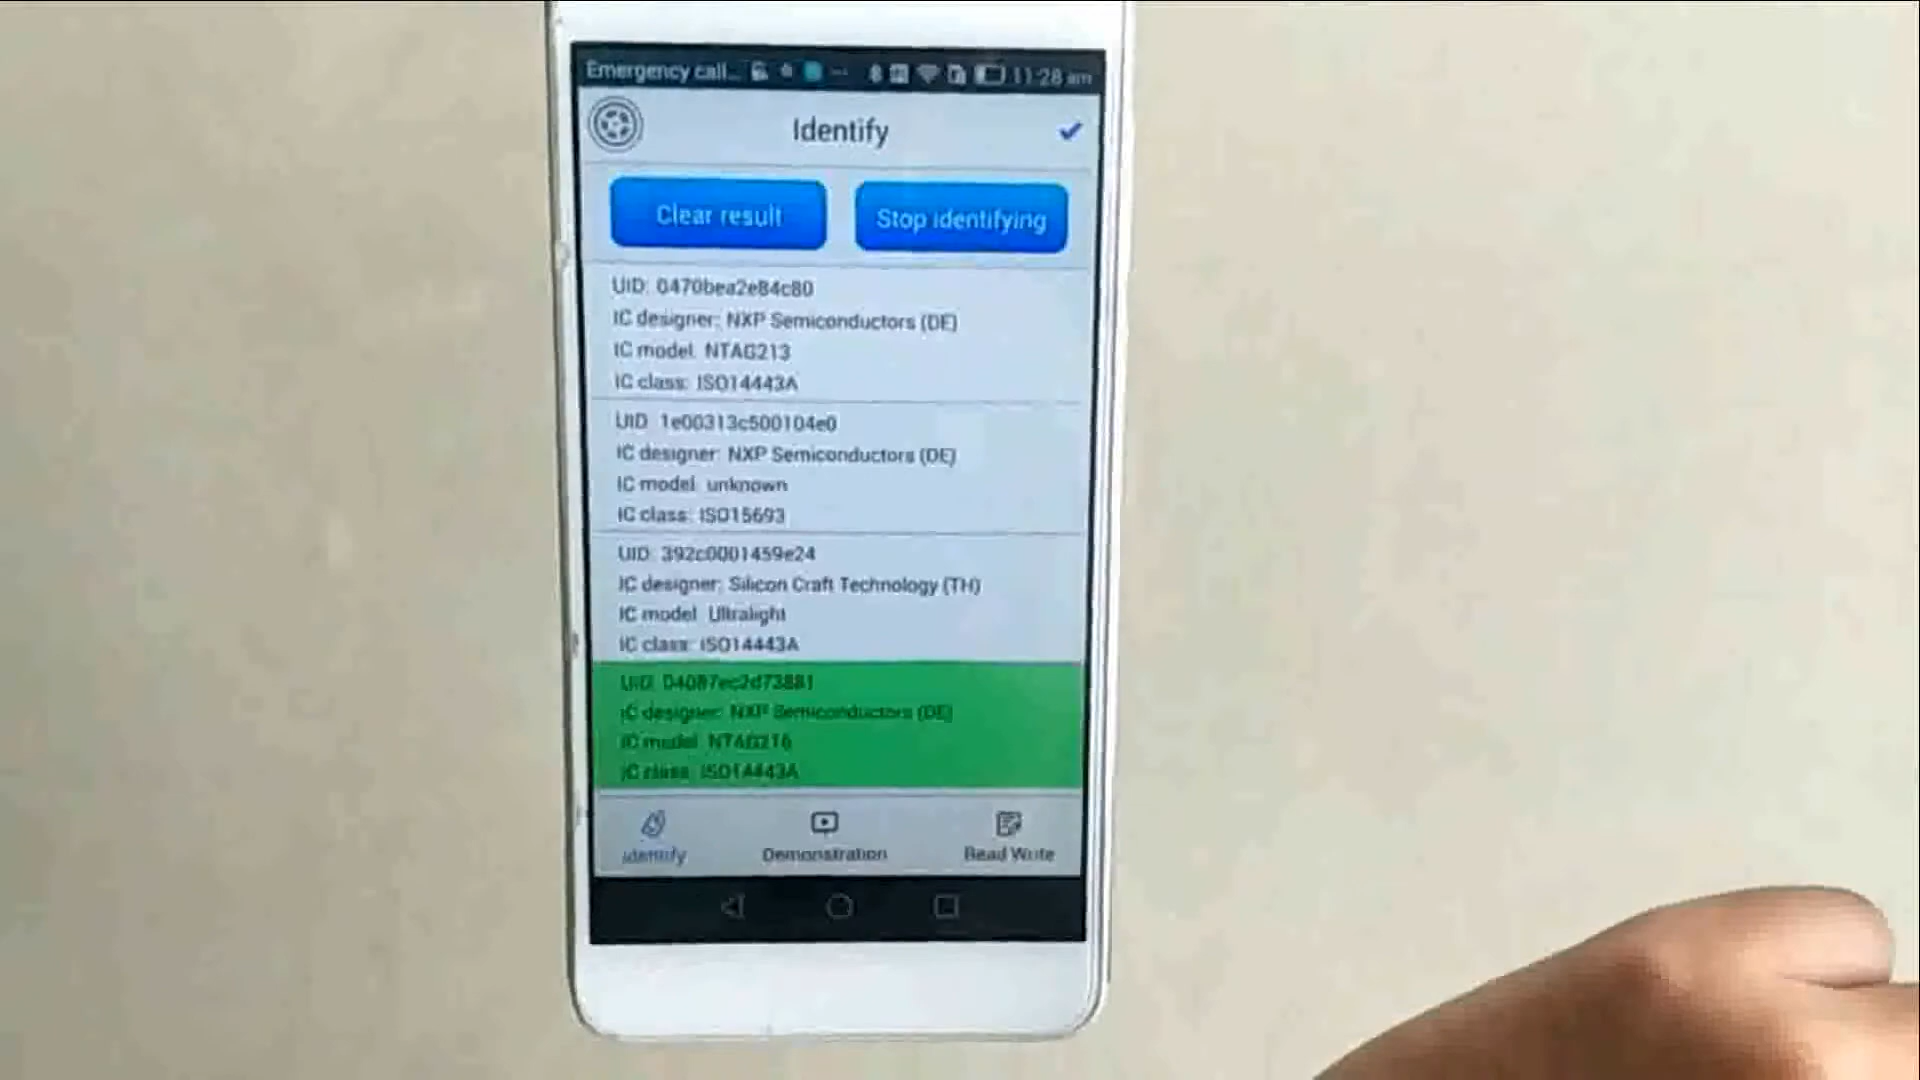 Emergency call... 11:28 am
Identify
Clear result
Stop identifying
UID: 0470bea2e84c80
IC designer: NXP Semiconductors (DE)
IC model: NTAG213
IC class: ISO14443A
UID: 1e00313c500104e0
IC designer: NXP Semiconductors (DE)
IC model: unknown
IC class: ISO15693
UID: 392c0001459e24
IC designer: Silicon Craft Technology (TH)
IC model: Ultralight
IC class: ISO14443A
UID: 04087ec2d73881
IC designer: NXP Semiconductors (DE)
IC model: NTAG216
IC class: ISO14443A
Identify
Demonstration
Read Write